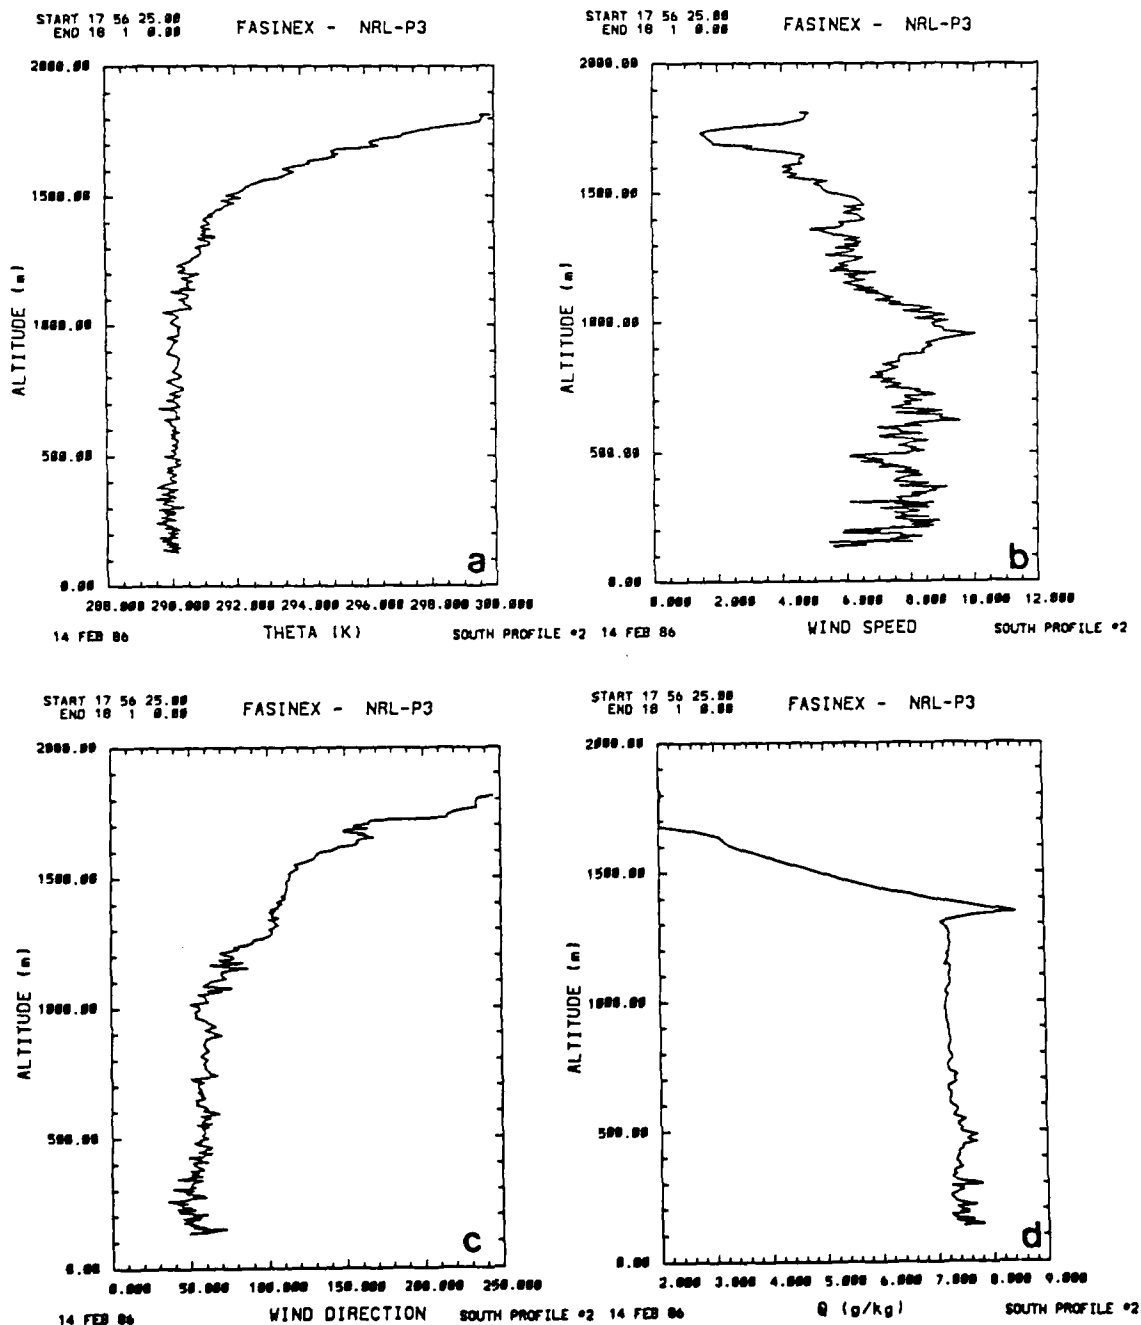 START 17 56 25.00
END 18 1 0.00
FASINEX - NRL-P3
2000.00
1500.00
1000.00
500.00
0.00
ALTITUDE (m)
a
288.000 290.000 292.000 294.000 296.000 298.000 300.000
14 FEB 86
THETA (K)
SOUTH PROFILE #2
START 17 56 25.00
END 18 1 0.00
FASINEX - NRL-P3
2000.00
1500.00
1000.00
500.00
0.00
ALTITUDE (m)
b
0.000 2.000 4.000 6.000 8.000 10.000 12.000
14 FEB 86
WIND SPEED
SOUTH PROFILE #2
START 17 56 25.00
END 18 1 0.00
FASINEX - NRL-P3
2000.00
1500.00
1000.00
500.00
0.00
ALTITUDE (m)
c
0.000 50.000 100.000 150.000 200.000 250.000
14 FEB 86
WIND DIRECTION
SOUTH PROFILE #2
START 17 56 25.00
END 18 1 0.00
FASINEX - NRL-P3
2000.00
1500.00
1000.00
500.00
0.00
ALTITUDE (m)
d
2.000 3.000 4.000 5.000 6.000 7.000 8.000 9.000
14 FEB 86
Q (g/kg)
SOUTH PROFILE #2